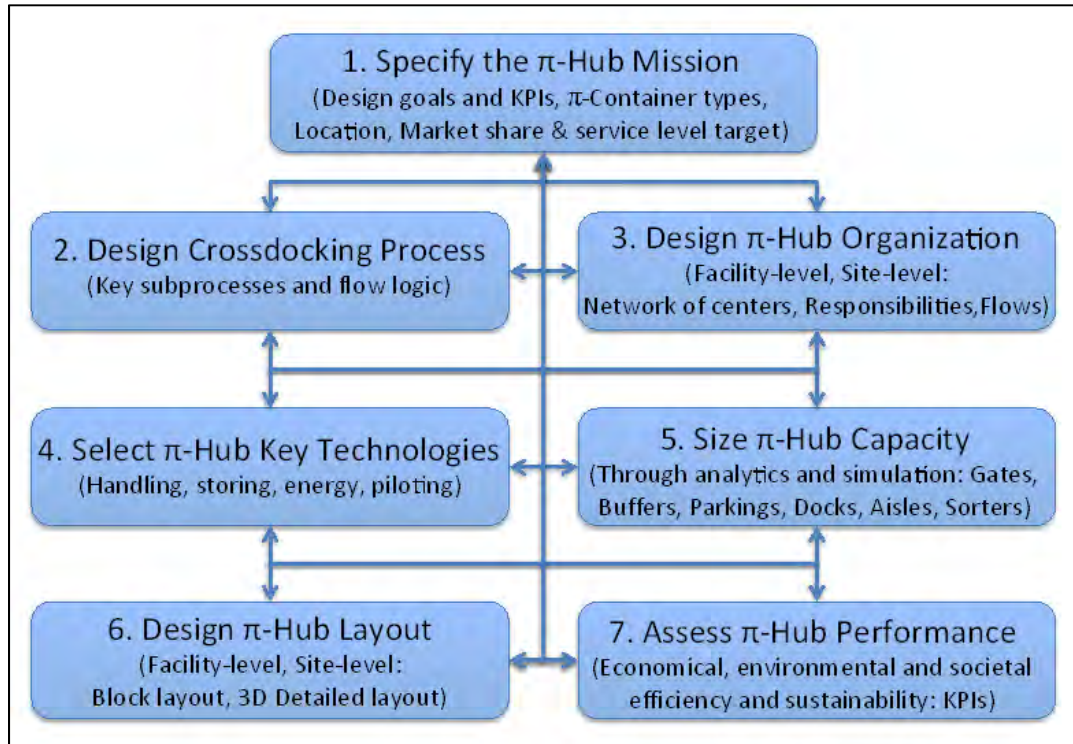 1. Specify the π-Hub Mission
(Design goals and KPIs, π-Container types,
Location, Market share & service level target)
2. Design Crossdocking Process
(Key subprocesses and flow logic)
3. Design π-Hub Organization
(Facility-level, Site-level:
Network of centers, Responsibilities,Flows)
4. Select π-Hub Key Technologies
(Handling, storing, energy, piloting)
5. Size π-Hub Capacity
(Through analytics and simulation: Gates,
Buffers, Parkings, Docks, Aisles, Sorters)
6. Design π-Hub Layout
(Facility-level, Site-level:
Block layout, 3D Detailed layout)
7. Assess π-Hub Performance
(Economical, environmental and societal
efficiency and sustainability: KPIs)